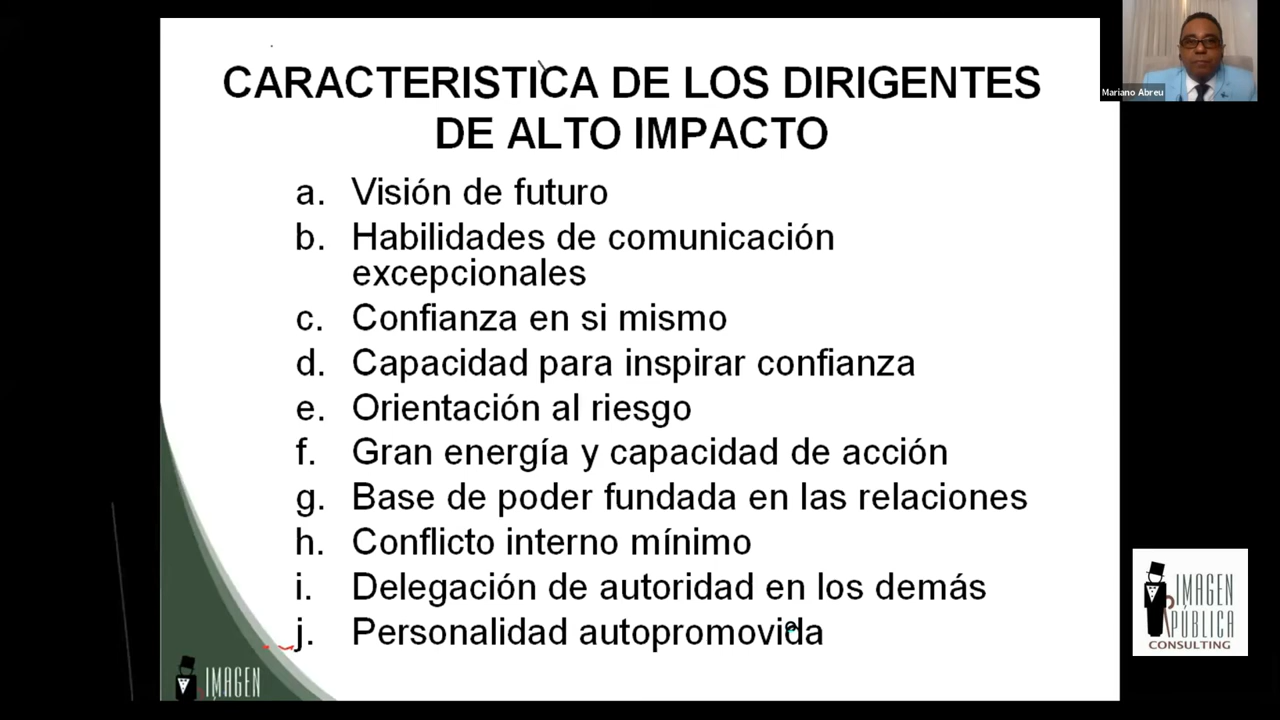 CARACTERISTICA DE LOS DIRIGENTES
DE ALTO IMPACTO
a. Visión de futuro
b. Habilidades de comunicación
excepcionales
c. Confianza en si mismo
d. Capacidad para inspirar confianza
e. Orientación al riesgo
f. Gran energía y capacidad de acción
g. Base de poder fundada en las relaciones
h. Conflicto interno mínimo
i. Delegación de autoridad en los demás
j. Personalidad autopromovida
IMAGEN
Mariano Abreu
IMAGEN
PÚBLICA
CONSULTING